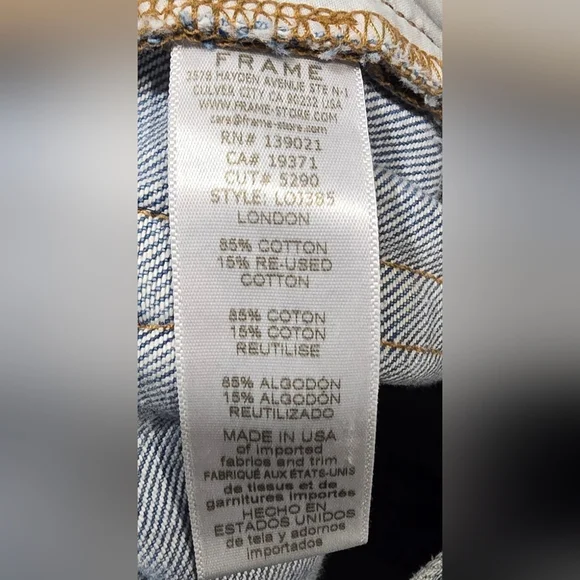 FRAME
3578 HAYDEN AVENUE STE N-1
CULVER CITY CA 90232 USA
WWW.FRAME-STORE.COM
care@frame-store.com
RN# 139021
CA# 19371
CUT# 5290
STYLE: LOJ385
LONDON
85% COTTON
15% RE-USED
COTTON
85% COTON
15% COTON
REUTILISE
85% ALGODÓN
15% ALGODÓN
REUTILIZADO
MADE IN USA
of imported
fabrics and trim
FABRIQUÉ AUX ÉTATS-UNIS
de tissus et de
garnitures importés
HECHO EN
ESTADOS UNIDOS
de tela y adornos
importados